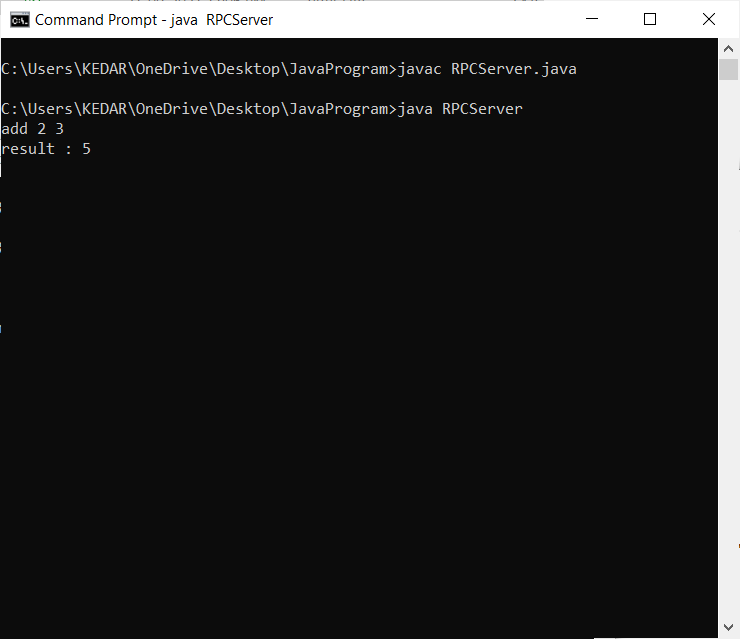 Command Prompt - java  RPCServer
C:\Users\KEDAR\OneDrive\Desktop\JavaProgram>javac RPCServer.java
C:\Users\KEDAR\OneDrive\Desktop\JavaProgram>java RPCServer
add 2 3
result : 5